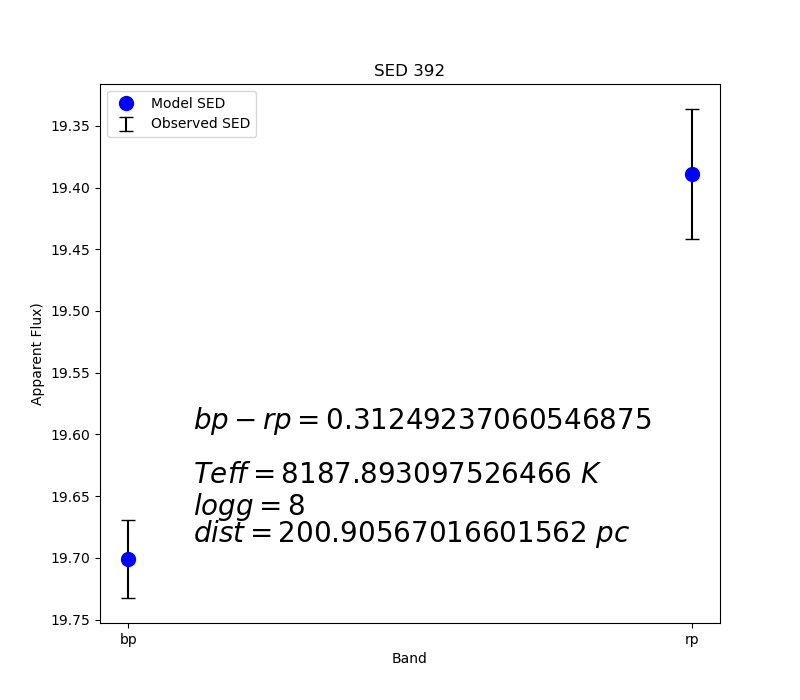 SED 392
Model SED
Observed SED
19.35
19.40
19.45
19.50
19.55
19.60
19.65
19.70
19.75
Apparent Flux)
bp − rp = 0.31249237060546875
Teff = 8187.893097526466 K
logg = 8
dist = 200.90567016601562 pc
bp
rp
Band